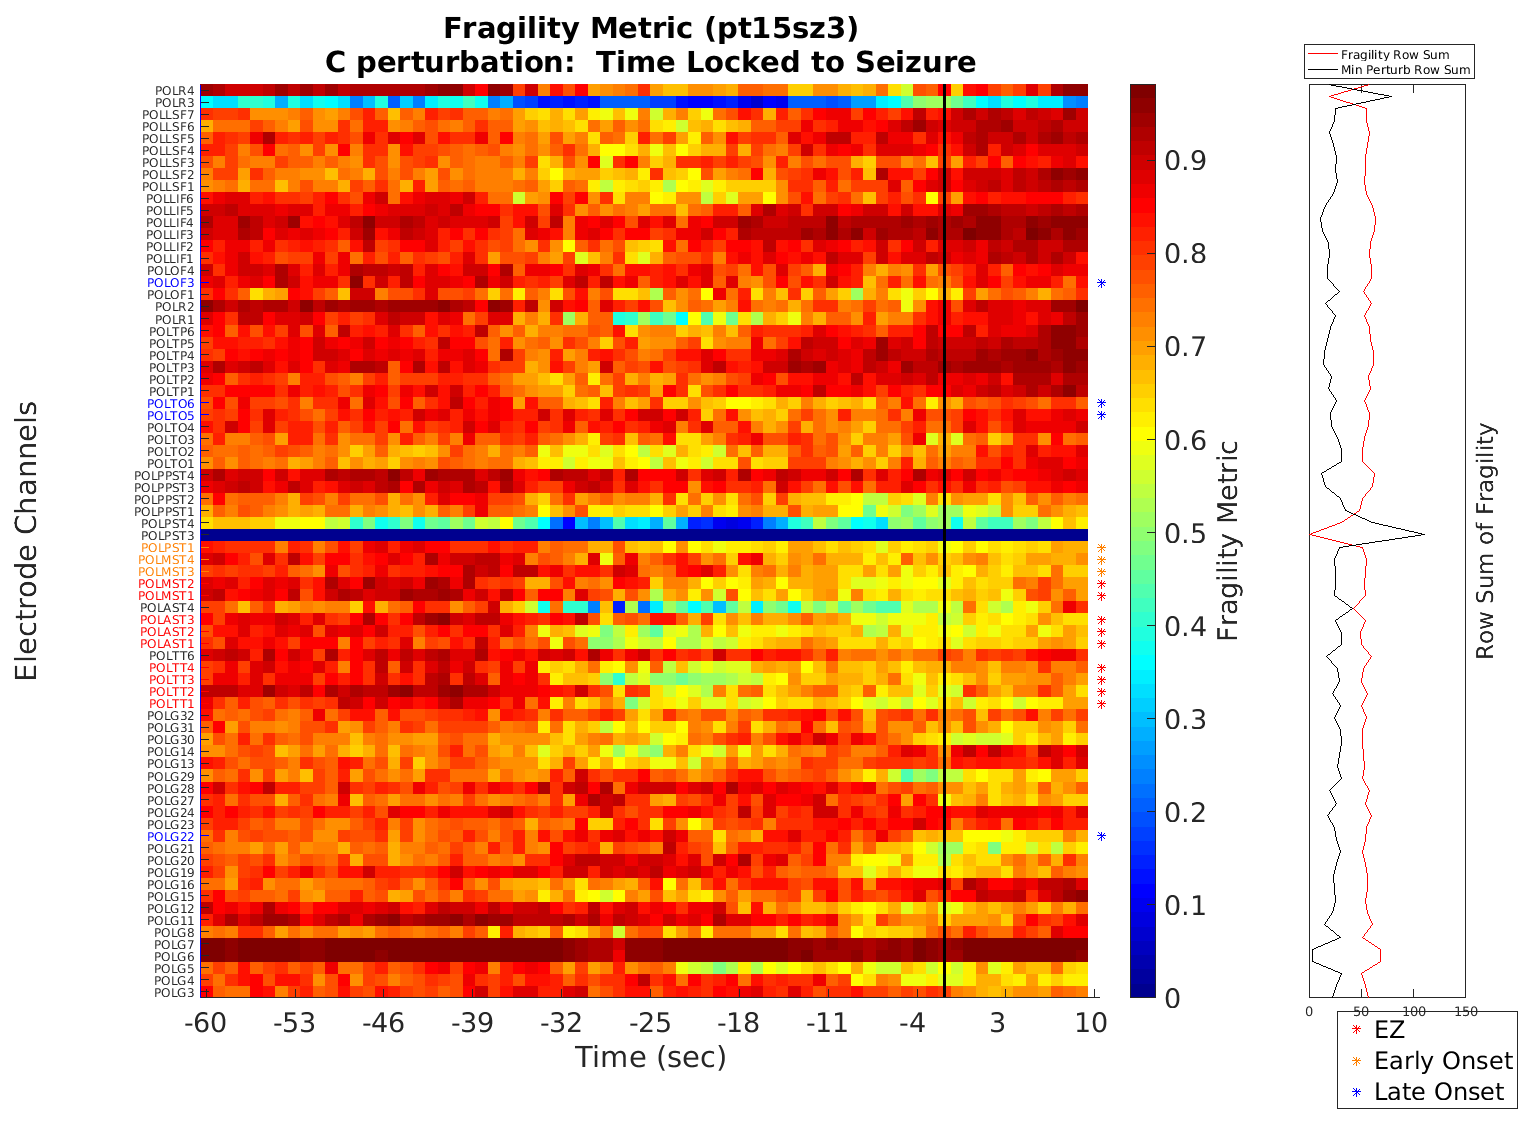 Fragility Metric (pt15sz3)
C perturbation:  Time Locked to Seizure
Electrode Channels
POLR4
POLR3
POLLSF7
POLLSF6
POLLSF5
POLLSF4
POLLSF3
POLLSF2
POLLSF1
POLLIF6
POLLIF5
POLLIF4
POLLIF3
POLLIF2
POLLIF1
POLOF4
POLOF3
POLOF1
POLR2
POLR1
POLTP6
POLTP5
POLTP4
POLTP3
POLTP2
POLTP1
POLTO6
POLTO5
POLTO4
POLTO3
POLTO2
POLTO1
POLPPST4
POLPPST3
POLPPST2
POLPPST1
POLPST4
POLPST3
POLPST1
POLMST4
POLMST3
POLMST2
POLMST1
POLAST4
POLAST3
POLAST2
POLAST1
POLTT6
POLTT4
POLTT3
POLTT2
POLTT1
POLG32
POLG31
POLG30
POLG14
POLG13
POLG29
POLG28
POLG27
POLG24
POLG23
POLG22
POLG21
POLG20
POLG19
POLG16
POLG15
POLG12
POLG11
POLG8
POLG7
POLG6
POLG5
POLG4
POLG3
-60 -53 -46 -39 -32 -25 -18 -11 -4 3 10
Time (sec)
0.9
0.8
0.7
0.6
0.5
0.4
0.3
0.2
0.1
0
Fragility Metric
Fragility Row Sum
Min Perturb Row Sum
0 50 100 150
Row Sum of Fragility
EZ
Early Onset
Late Onset